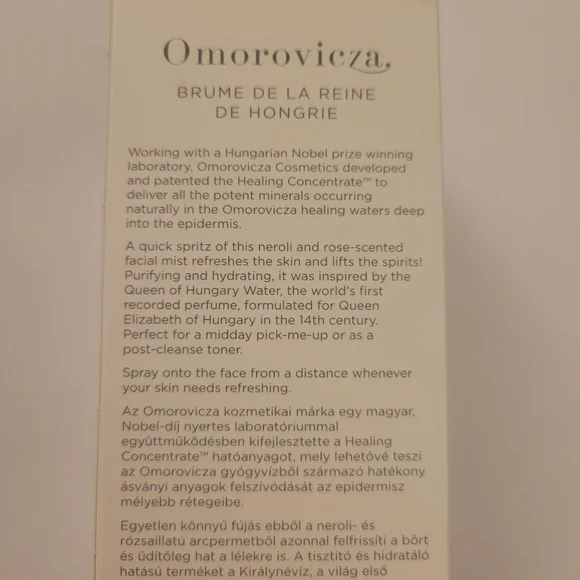 Omorovicza.
BRUME DE LA REINE
DE HONGRIE
Working with a Hungarian Nobel prize winning
laboratory, Omorovicza Cosmetics developed
and patented the Healing Concentrate™ to
deliver all the potent minerals occurring
naturally in the Omorovicza healing waters deep
into the epidermis.
A quick spritz of this neroli and rose-scented
facial mist refreshes the skin and lifts the spirits!
Purifying and hydrating, it was inspired by the
Queen of Hungary Water, the world's first
recorded perfume, formulated for Queen
Elizabeth of Hungary in the 14th century.
Perfect for a midday pick-me-up or as a
post-cleanse toner.
Spray onto the face from a distance whenever
your skin needs refreshing.
Az Omorovicza kozmetikai márka egy magyar,
Nobel-díj nyertes laboratóriummal
együttműködésben kifejlesztette a Healing
Concentrate™ hatóanyagot, mely lehetővé teszi
az Omorovicza gyógyvízből származó hatékony
ásványi anyagok felszívódását az epidermisz
mélyebb rétegeibe.
Egyetlen könnyű fújás ebből a neroli- és
rózsaillatú arcpermetből azonnal felfrissíti a bőrt
és üdítőleg hat a lélekre is. A tisztító és hidratáló
hatású terméket a Királynévíz, a világ első